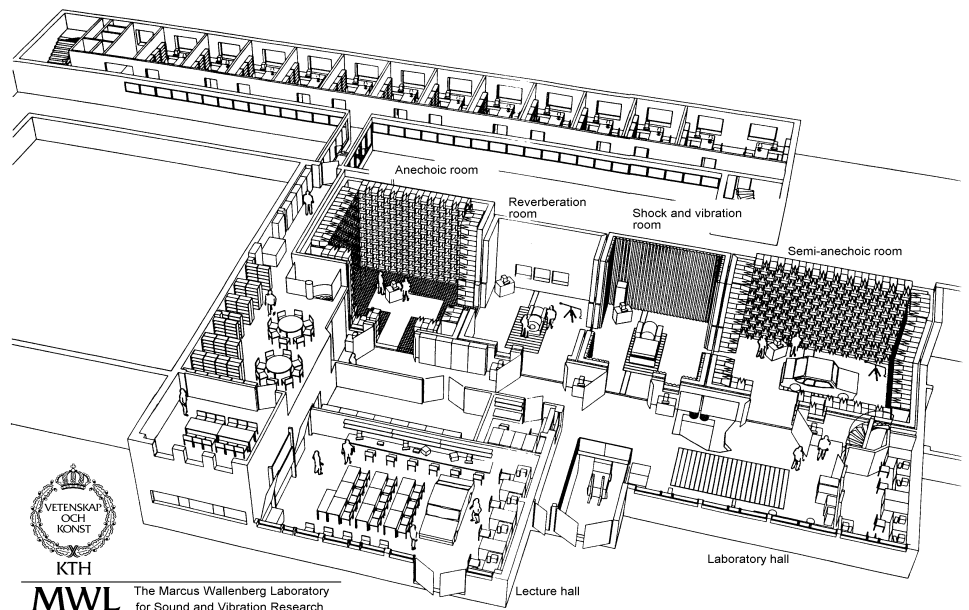 Anechoic room
Reverberation
room
Shock and vibration
room
Semi-anechoic room
VETENSKAP
OCH
KONST
KTH
Laboratory hall
Lecture hall
MWL
The Marcus Wallenberg Laboratory
for Sound and Vibration Research